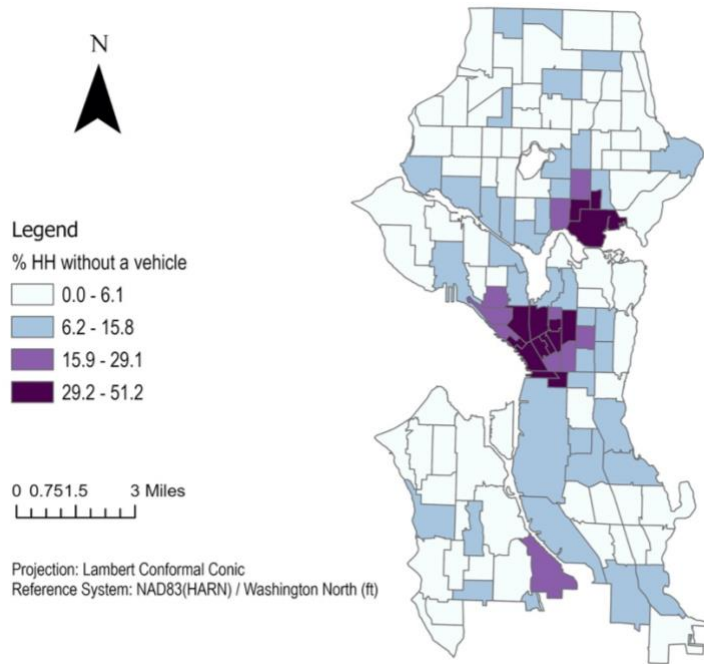 N
Legend
% HH without a vehicle
0.0 - 6.1
6.2 - 15.8
15.9 - 29.1
29.2 - 51.2
0 0.751.5 3 Miles
Projection: Lambert Conformal Conic
Reference System: NAD83(HARN) / Washington North (ft)